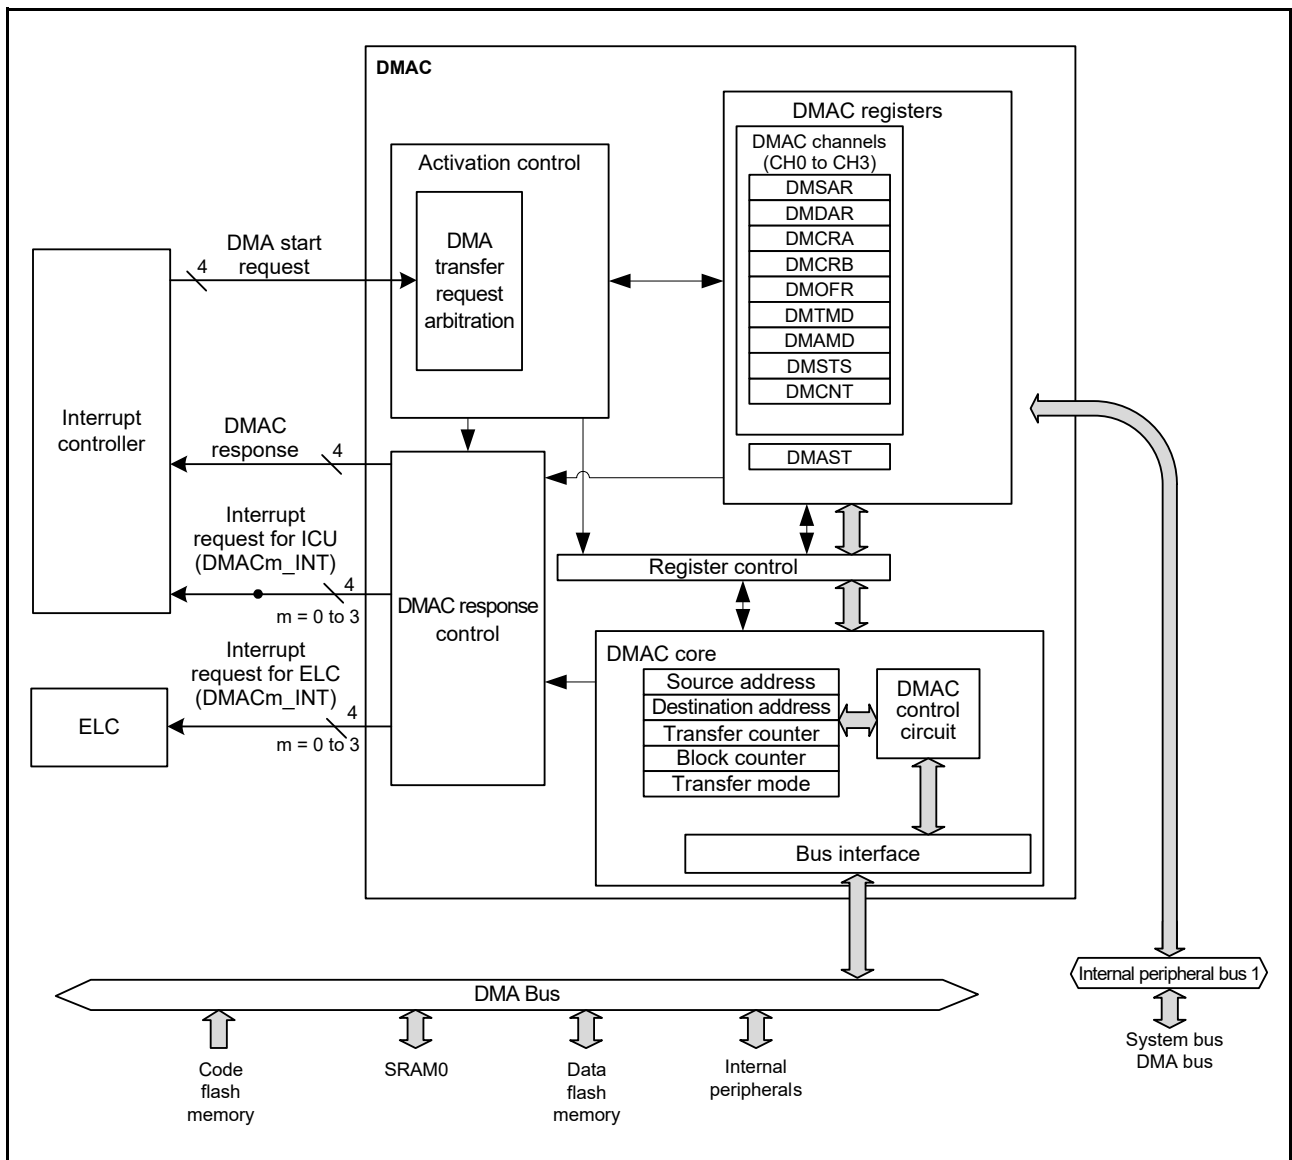 DMAC
DMAC registers
DMAC channels
(CH0 to CH3)
DMSAR
DMDAR
DMCRA
DMCRB
DMOFR
DMTMD
DMAMD
DMSTS
DMCNT
DMAST
Activation control
DMA
transfer
request
arbitration
DMA start
request
4
Interrupt
controller
DMAC
response
4
Interrupt
request for ICU
(DMACm_INT)
4
m = 0 to 3
Interrupt
request for ELC
(DMACm_INT)
4
m = 0 to 3
ELC
DMAC response
control
Register control
DMAC core
Source address
Destination address
Transfer counter
Block counter
Transfer mode
DMAC
control
circuit
Bus interface
DMA Bus
Code
flash
memory
SRAM0
Data
flash
memory
Internal
peripherals
Internal peripheral bus 1
System bus
DMA bus